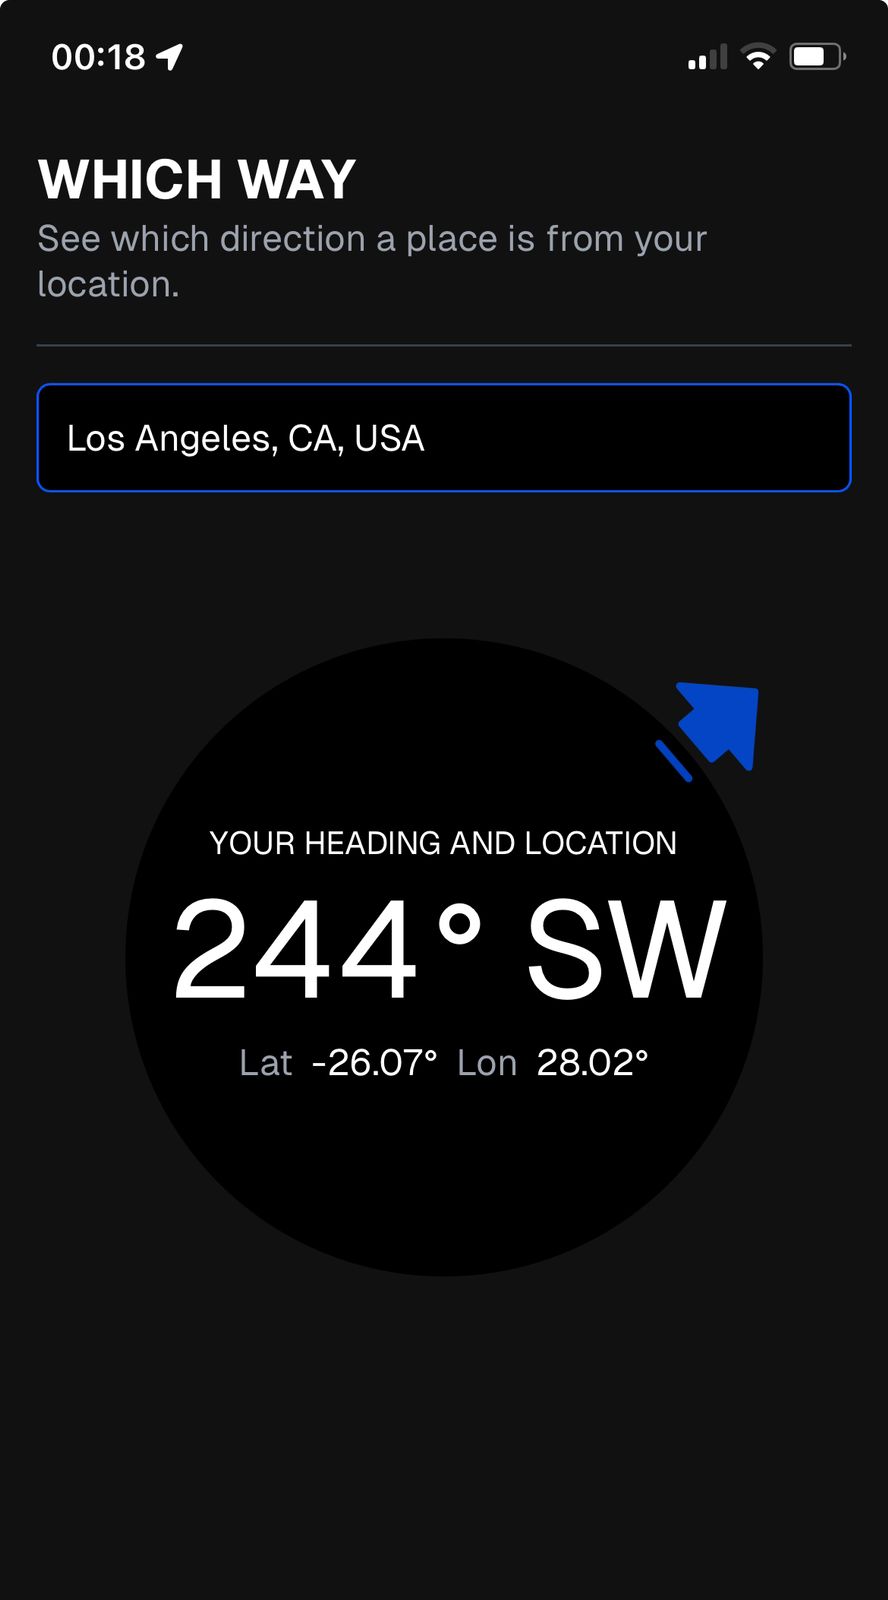 00:18
WHICH WAY
See which direction a place is from your
location.
Los Angeles, CA, USA
YOUR HEADING AND LOCATION
244° SW
Lat -26.07° Lon 28.02°